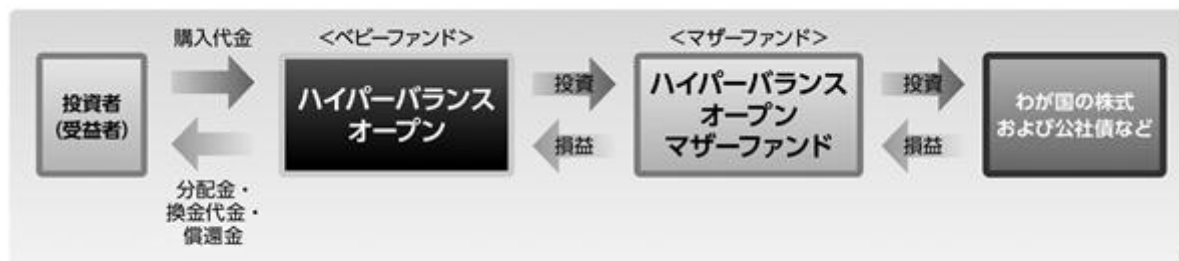 購入代金
<ベビーファンド>
<マザーファンド>
投資者
(受益者)
ハイパーバランス
オープン
投資
損益
ハイパーバランス
オープン
マザーファンド
投資
損益
わが国の株式
および公社債など
分配金・
換金代金・
償還金